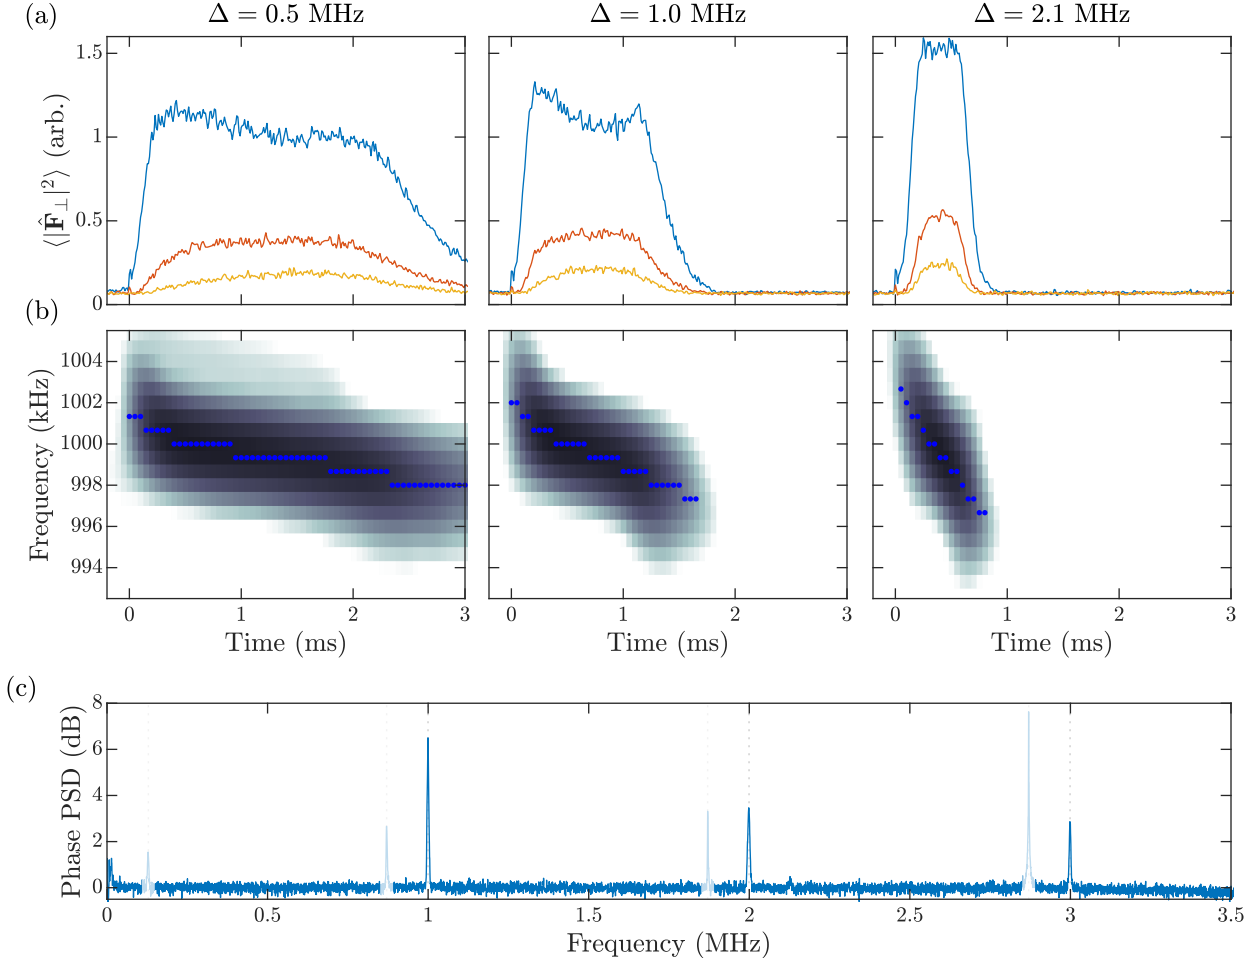 (a)
Δ = 0.5 MHz
Δ = 1.0 MHz
Δ = 2.1 MHz
⟨|F̂⊥|²⟩ (arb.)
1.5
1
0.5
0
0 1 2 3
0 1 2 3
0 1 2 3
(b)
Frequency (kHz)
1004
1002
1000
998
996
994
Time (ms)
Time (ms)
Time (ms)
(c)
Phase PSD (dB)
8
6
4
2
0
0 0.5 1 1.5 2 2.5 3 3.5
Frequency (MHz)